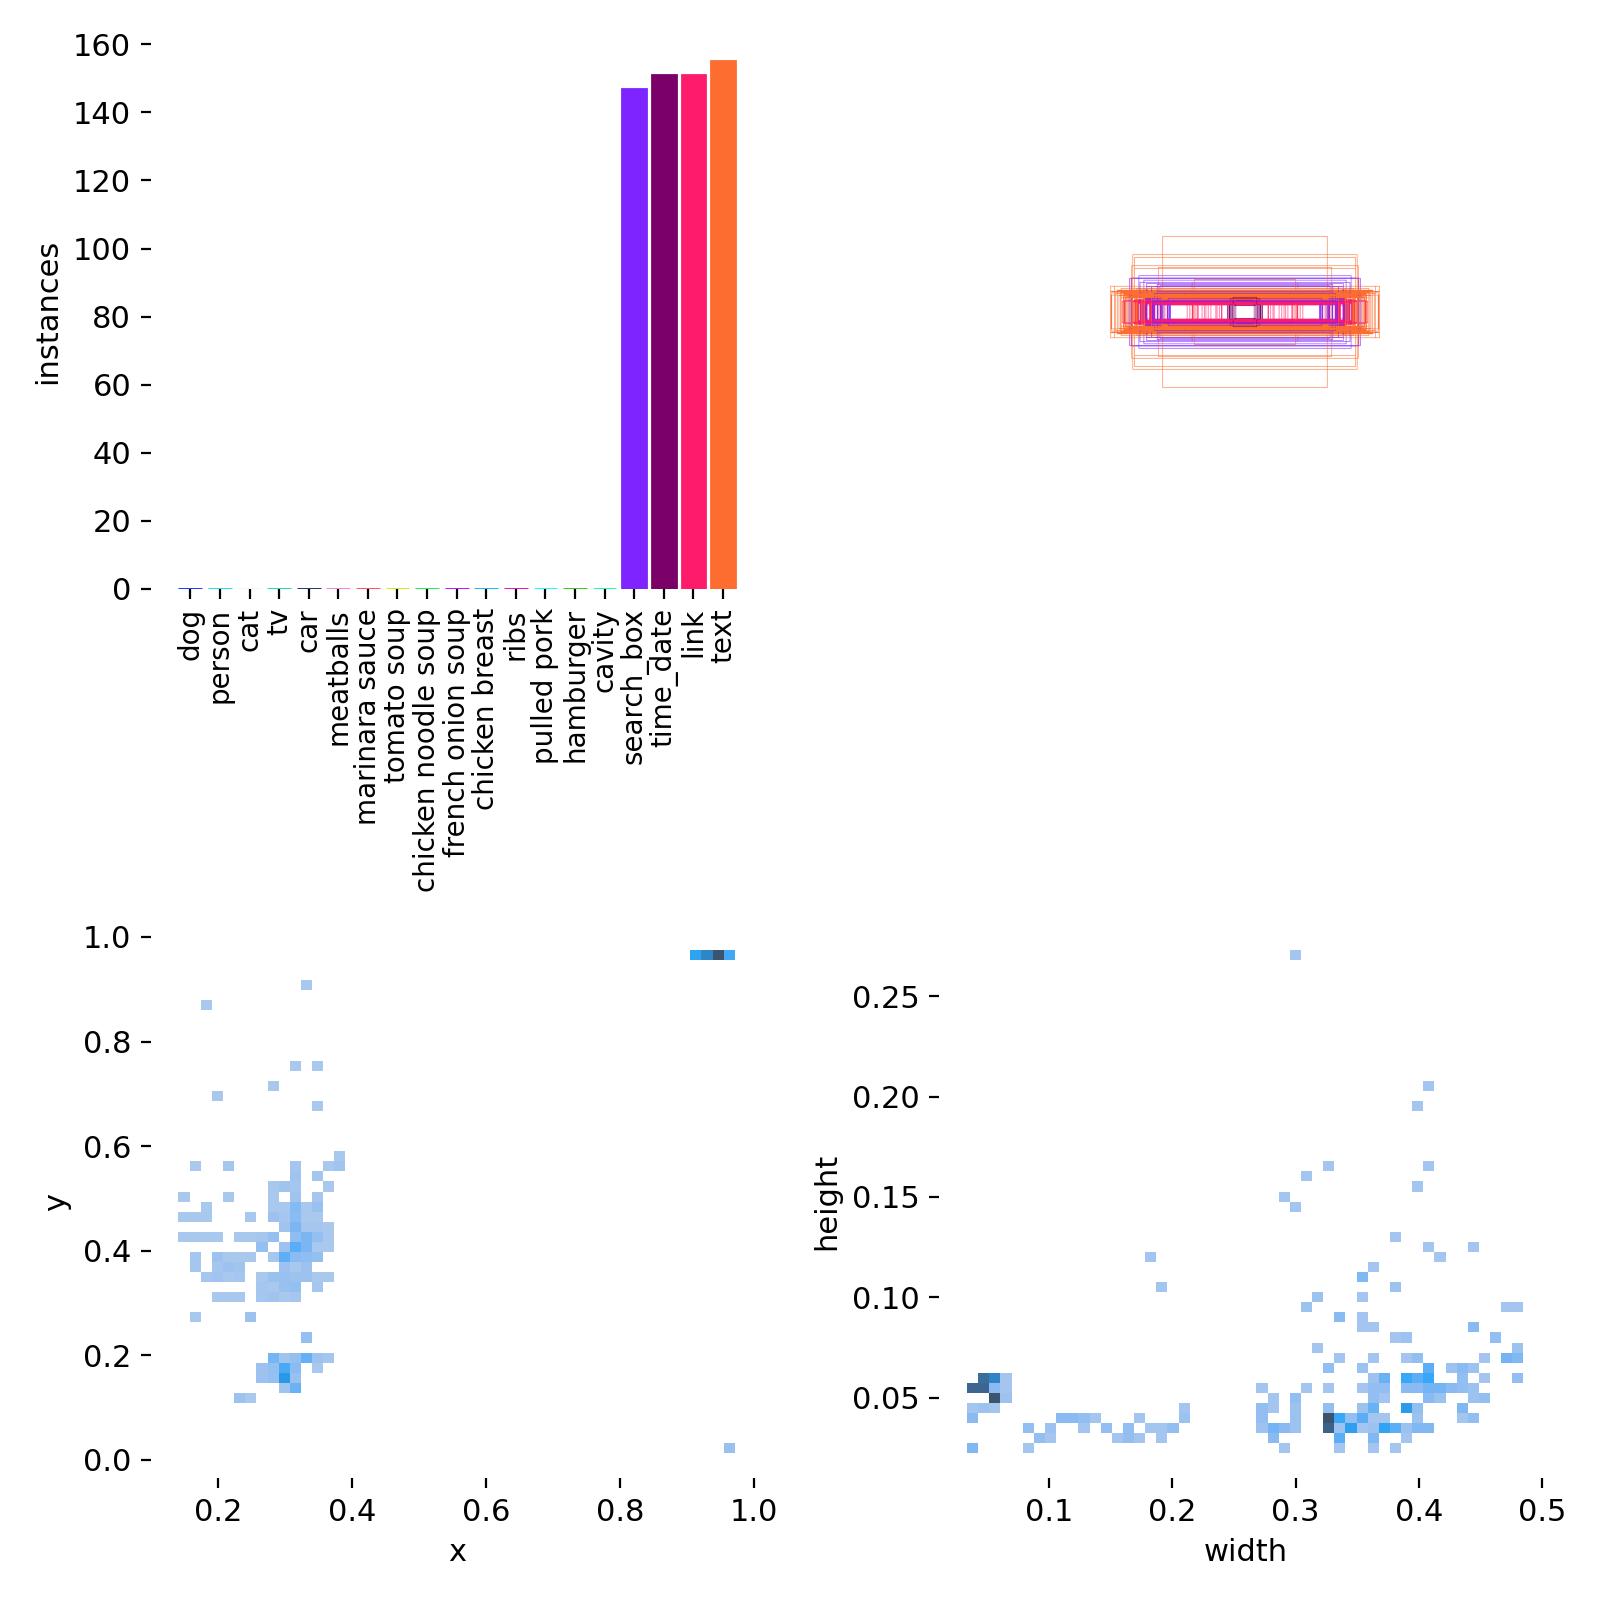 160
140
120
100
80
60
40
20
0
instances
dog
person
cat
tv
car
meatballs
marinara sauce
tomato soup
chicken noodle soup
french onion soup
chicken breast
ribs
pulled pork
hamburger
cavity
search_box
time_date
link
text
1.0
0.8
0.6
0.4
0.2
0.0
y
0.2 0.4 0.6 0.8 1.0
x
0.25
0.20
0.15
0.10
0.05
height
0.1 0.2 0.3 0.4 0.5
width